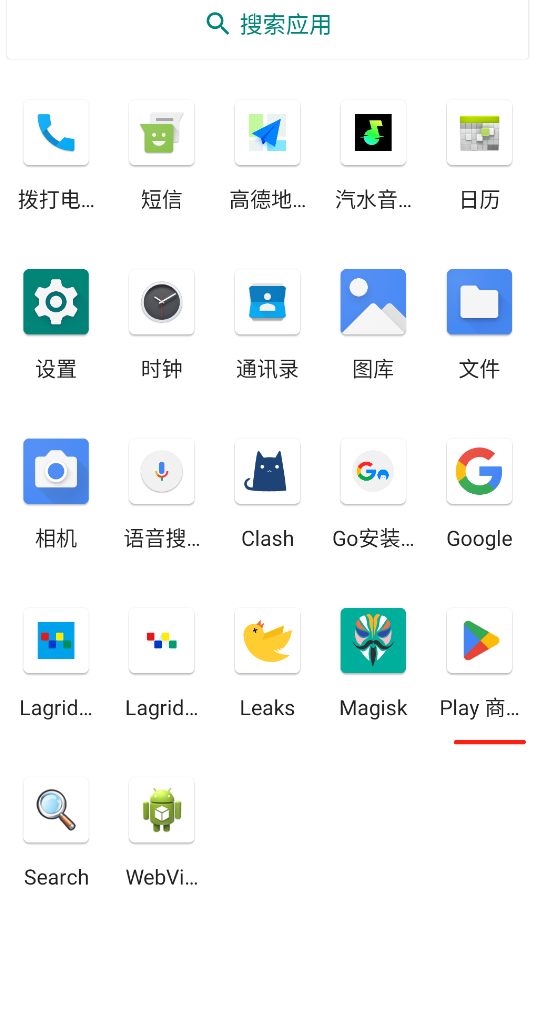 搜索应用
拨打电... 短信 高德地... 汽水音... 日历
设置 时钟 通讯录 图库 文件
相机 语音搜... Clash Go安装... Google
Lagrid... Lagrid... Leaks Magisk Play 商...
Search WebVi...